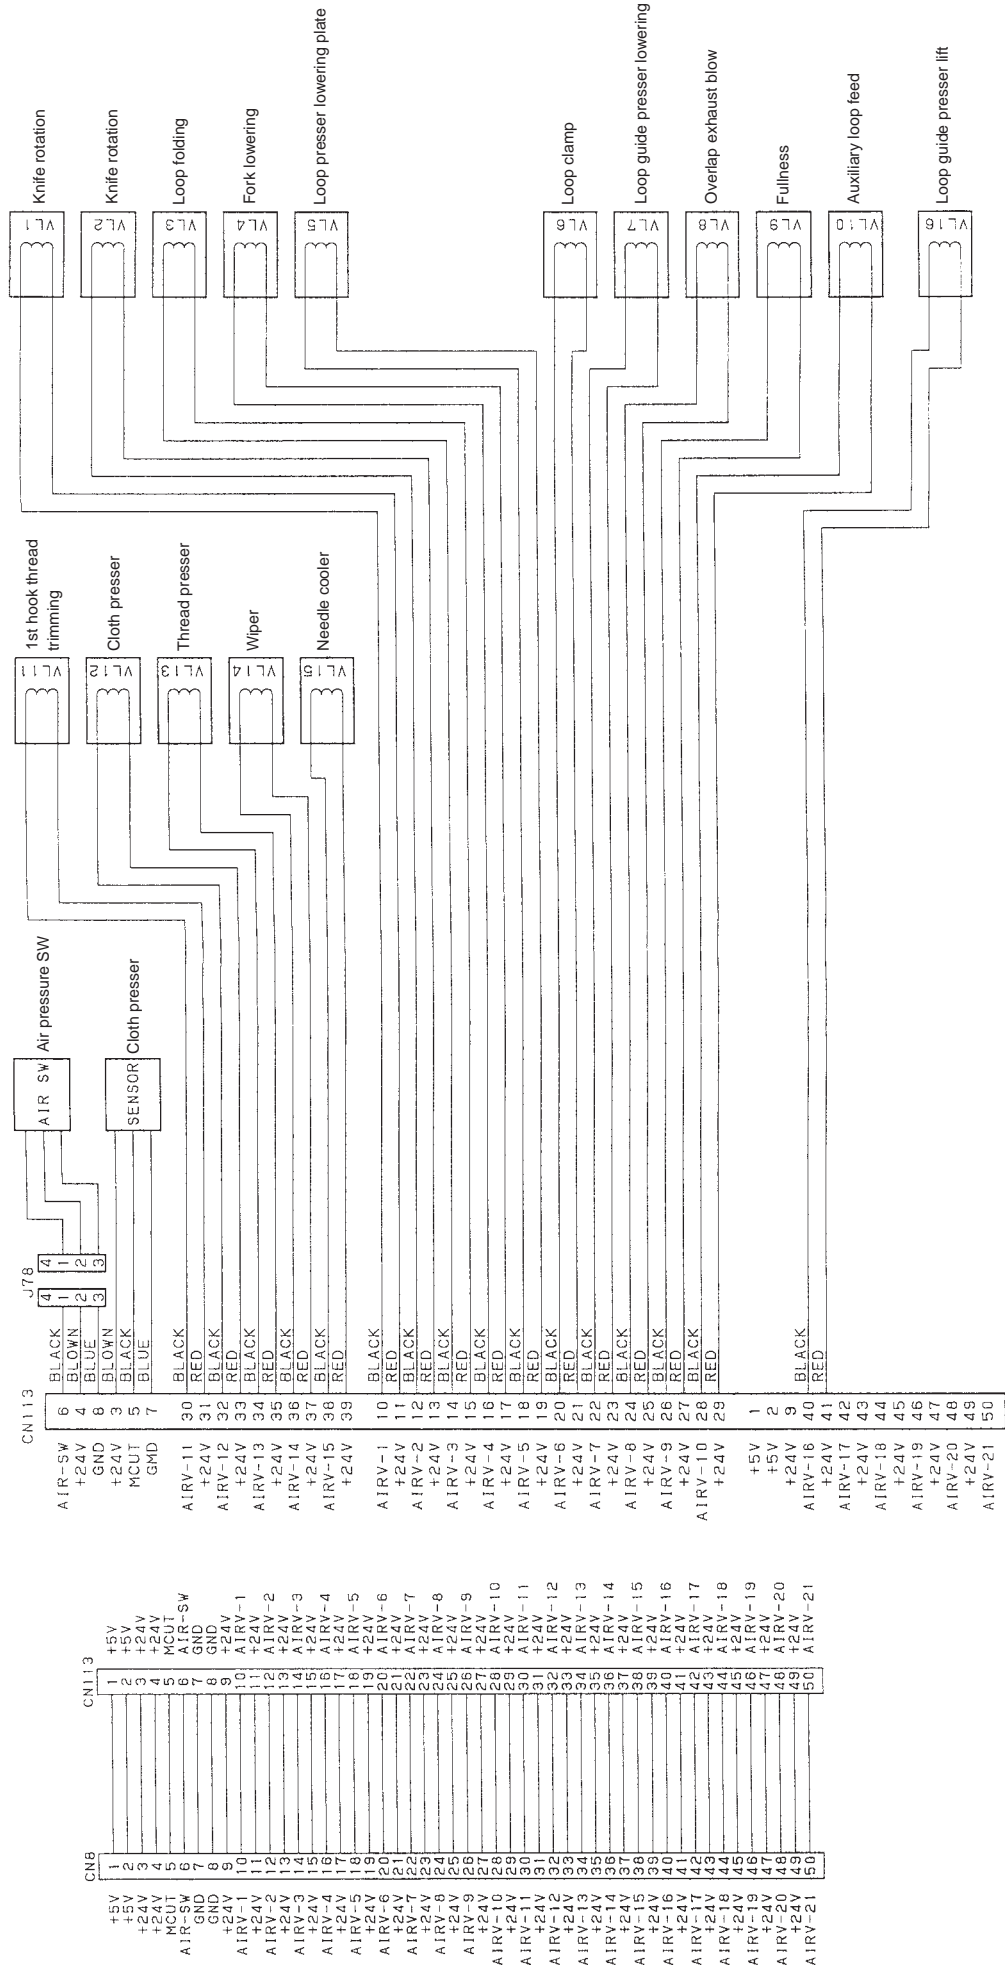 CN8
+5V 1
+5V 2
+24V 3
+24V 4
MCUT 5
AIR-SW 6
GND 7
GND 8
+24V 9
AIRV-1 10
+24V 11
AIRV-2 12
+24V 13
AIRV-3 14
+24V 15
AIRV-4 16
+24V 17
AIRV-5 18
+24V 19
AIRV-6 20
+24V 21
AIRV-7 22
+24V 23
AIRV-8 24
+24V 25
AIRV-9 26
+24V 27
AIRV-10 28
+24V 29
AIRV-11 30
+24V 31
AIRV-12 32
+24V 33
AIRV-13 34
+24V 35
AIRV-14 36
+24V 37
AIRV-15 38
+24V 39
AIRV-16 40
+24V 41
AIRV-17 42
+24V 43
AIRV-18 44
+24V 45
AIRV-19 46
+24V 47
AIRV-20 48
+24V 49
AIRV-21 50
CN113
1 +5V
2 +5V
3 +24V
4 +24V
5 MCUT
6 AIR-SW
7 GND
8 GND
9 +24V
10 AIRV-1
11 +24V
12 AIRV-2
13 +24V
14 AIRV-3
15 +24V
16 AIRV-4
17 +24V
18 AIRV-5
19 +24V
20 AIRV-6
21 +24V
22 AIRV-7
23 +24V
24 AIRV-8
25 +24V
26 AIRV-9
27 +24V
28 AIRV-10
29 +24V
30 AIRV-11
31 +24V
32 AIRV-12
33 +24V
34 AIRV-13
35 +24V
36 AIRV-14
37 +24V
38 AIRV-15
39 +24V
40 AIRV-16
41 +24V
42 AIRV-17
43 +24V
44 AIRV-18
45 +24V
46 AIRV-19
47 +24V
48 AIRV-20
49 +24V
50 AIRV-21
CN113
AIR-SW 6 BLACK
+24V 4 BLOWN
GND 8 BLUE
+24V 3 BLOWN
MCUT 5 BLACK
GMD 7 BLUE
AIRV-11 30 BLACK
+24V 31 RED
AIRV-12 32 BLACK
+24V 33 RED
AIRV-13 34 BLACK
+24V 35 RED
AIRV-14 36 BLACK
+24V 37 RED
AIRV-15 38 BLACK
+24V 39 RED
AIRV-1 10 BLACK
+24V 11 RED
AIRV-2 12 BLACK
+24V 13 RED
AIRV-3 14 BLACK
+24V 15 RED
AIRV-4 16 BLACK
+24V 17 RED
AIRV-5 18 BLACK
+24V 19 RED
AIRV-6 20 BLACK
+24V 21 RED
AIRV-7 22 BLACK
+24V 23 RED
AIRV-8 24 BLACK
+24V 25 RED
AIRV-9 26 BLACK
+24V 27 RED
AIRV-10 28 BLACK
+24V 29 RED
+5V 1
+5V 2
+24V 9
AIRV-16 40 BLACK
+24V 41 RED
AIRV-17 42
+24V 43
AIRV-18 44
+24V 45
AIRV-19 46
+24V 47
AIRV-20 48
+24V 49
AIRV-21 50
J78
4 4
1 1
2 2
3 3
AIR SW Air pressure SW
SENSOR Cloth presser
VL11 1st hook thread
trimming
VL12 Cloth presser
VL13 Thread presser
VL14 Wiper
VL15 Needle cooler
VL1 Knife rotation
VL2 Knife rotation
VL3 Loop folding
VL4 Fork lowering
VL5 Loop presser lowering plate
VL6 Loop clamp
VL7 Loop guide presser lowering
VL8 Overlap exhaust blow
VL9 Fullness
VL10 Auxiliary loop feed
VL16 Loop guide presser lift